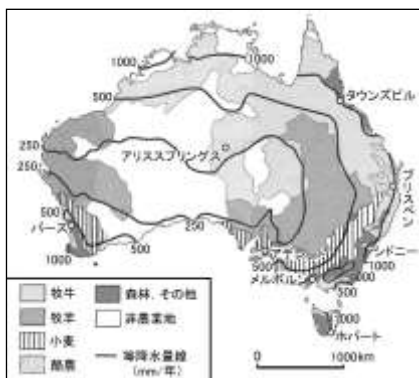 1000
1000
500
タウンズビル
250
アリススプリングス
250
ブリスベン
500
パース
250
シドニー
1000
500
500
メルボルン
1000
500
1000
ホバート
牧牛
森林、その他
牧羊
非農業地
小麦
等降水量線
(mm/年)
酪農
0
1000km